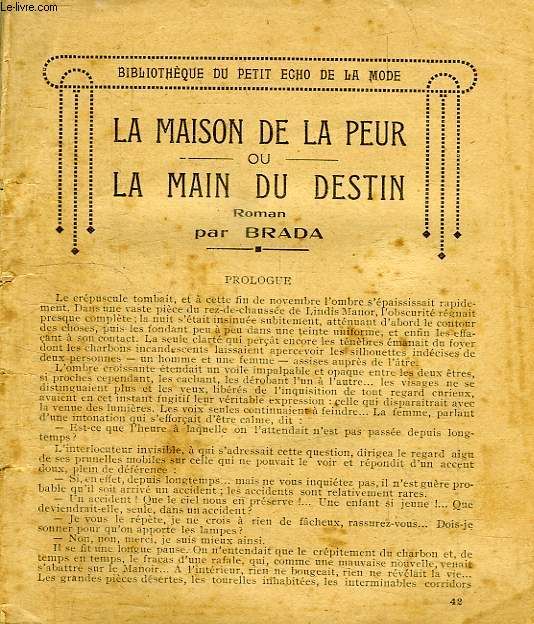 Le-livre.com
BIBLIOTHÈQUE DU PETIT ECHO DE LA MODE
LA MAISON DE LA PEUR
OU
LA MAIN DU DESTIN
Roman
par BRADA
PROLOGUE
Le crépuscule tombait, et à cette fin de novembre l'ombre s'épaississait rapide-
ment. Dans une vaste pièce du rez-de-chaussée de Lindis Manor, l'obscurité régnait
presque complète ; la nuit s'était insinuée subitement, atténuant d'abord le contour
des choses, puis les fondant peu à peu dans une teinte uniforme, et enfin les effa-
çant à son contact. La seule clarté qui perçât encore les ténèbres émanait du foyer
dont les charbons incandescents laissaient apercevoir les silhouettes indécises de
deux personnes — un homme et une femme — assises auprès de l'âtre.
L'ombre croissante étendait un voile impalpable et opaque entre les deux êtres,
si proches cependant, les cachant, les dérobant l'un à l'autre... les visages ne se
distinguaient plus et les yeux, libérés de l'inquisition de tout regard curieux,
avaient en cet instant fugitif leur véritable expression : celle qui disparaîtrait avec
la venue des lumières. Les voix seules continuaient à feindre... La femme, parlant
d'une intonation qui s'efforçait d'être calme, dit :
— Est-ce que l'heure à laquelle on l'attendait n'est pas passée depuis long-
temps ?
L'interlocuteur invisible, à qui s'adressait cette question, dirigea le regard aigu
de ses prunelles mobiles sur celle qui ne pouvait le voir et répondit d'un accent
doux, plein de déférence :
— Si, en effet, depuis longtemps... mais ne vous inquiétez pas, il n'est guère pro-
bable qu'il soit arrivé un accident ; les accidents sont relativement rares.
— Un accident ! Que le ciel nous en préserve !... Une enfant si jeune !... Que
deviendrait-elle, seule, dans un accident ?
— Je vous le répète, je ne crois à rien de fâcheux, rassurez-vous... Dois-je
sonner pour qu'on apporte les lampes ?
— Non, non, merci, je suis mieux ainsi.
Il se fit une longue pause. On n'entendait que le crépitement du charbon et, de
temps en temps, le fracas d'une rafale, qui, comme une mauvaise nouvelle, venait
s'abattre sur le Manoir... A l'intérieur, rien ne bougeait, rien ne révélait la vie...
Les grandes pièces désertes, les tourelles inhabitées, les interminables corridors
42